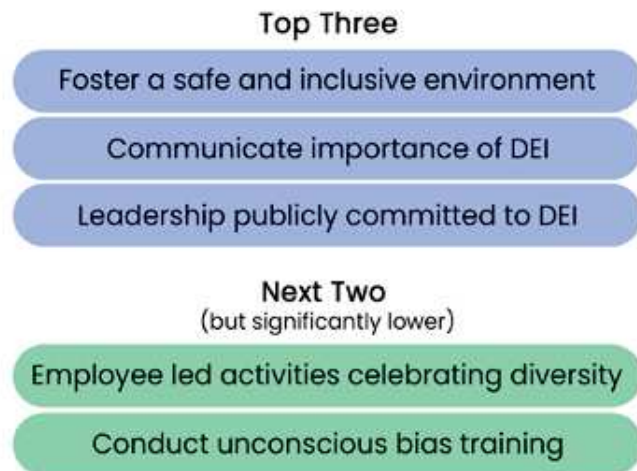 Top Three
Foster a safe and inclusive environment
Communicate importance of DEI
Leadership publicly committed to DEI
Next Two
(but significantly lower)
Employee led activities celebrating diversity
Conduct unconscious bias training